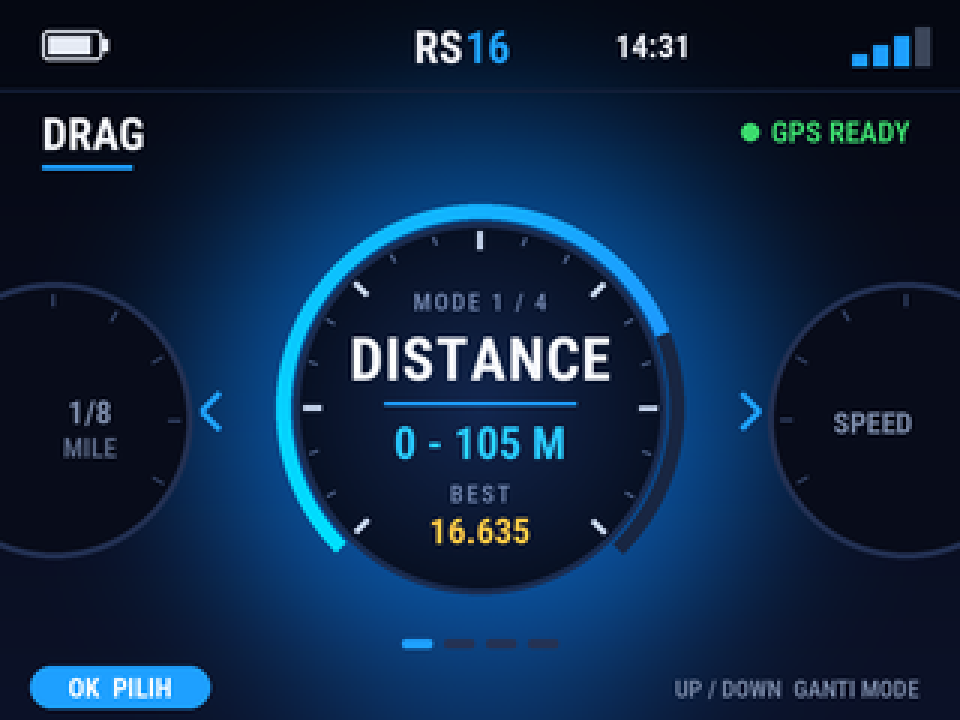 RS16
14:31
DRAG
GPS READY
MODE 1 / 4
DISTANCE
0 - 105 M
BEST
16.635
1/8
MILE
SPEED
OK PILIH
UP / DOWN GANTI MODE